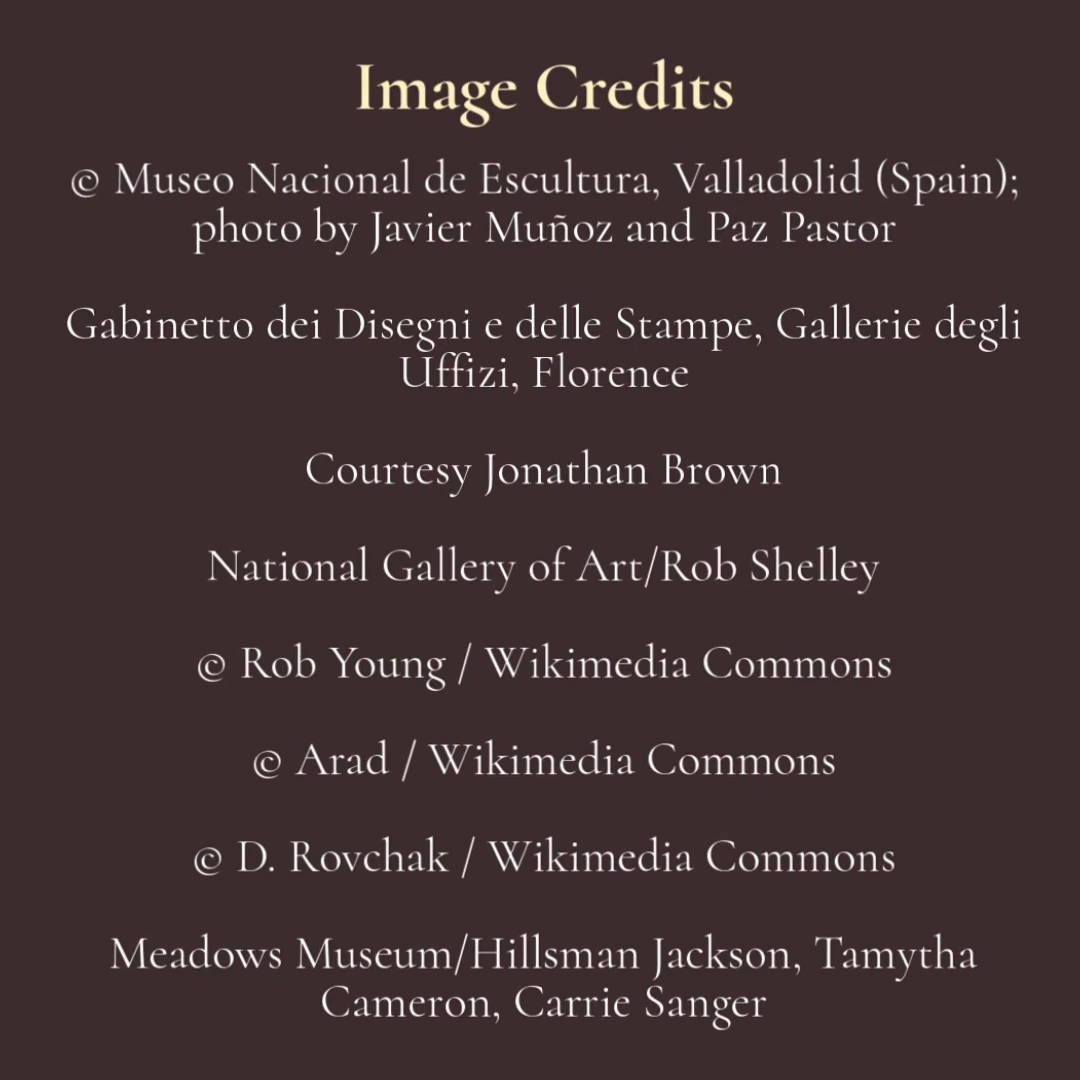 Image Credits
© Museo Nacional de Escultura, Valladolid (Spain);
photo by Javier Muñoz and Paz Pastor
Gabinetto dei Disegni e delle Stampe, Gallerie degli
Uffizi, Florence
Courtesy Jonathan Brown
National Gallery of Art/Rob Shelley
© Rob Young / Wikimedia Commons
© Arad / Wikimedia Commons
© D. Rovchak / Wikimedia Commons
Meadows Museum/Hillsman Jackson, Tamytha
Cameron, Carrie Sanger